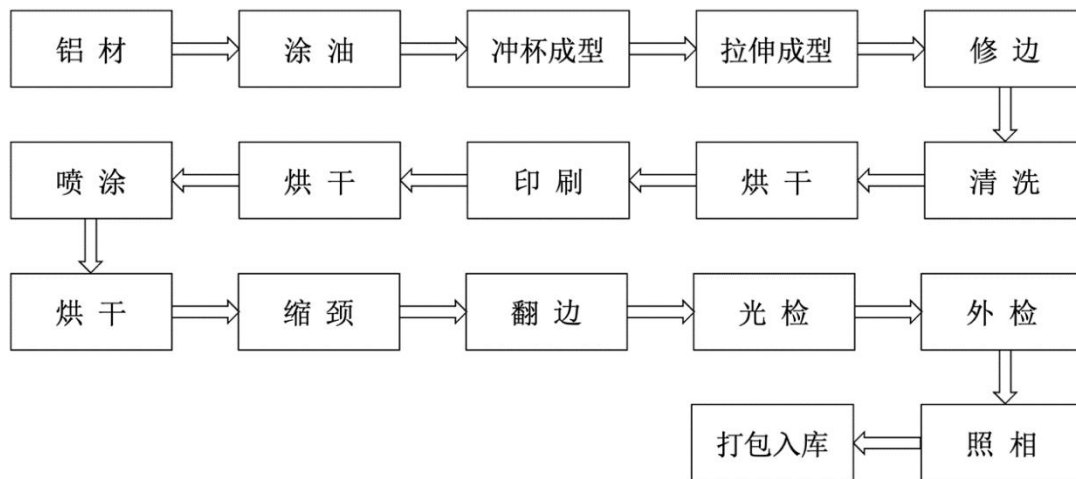 铝材 涂油 冲杯成型 拉伸成型 修边
喷涂 烘干 印刷 烘干 清洗
烘干 缩颈 翻边 光检 外检
打包入库 照相